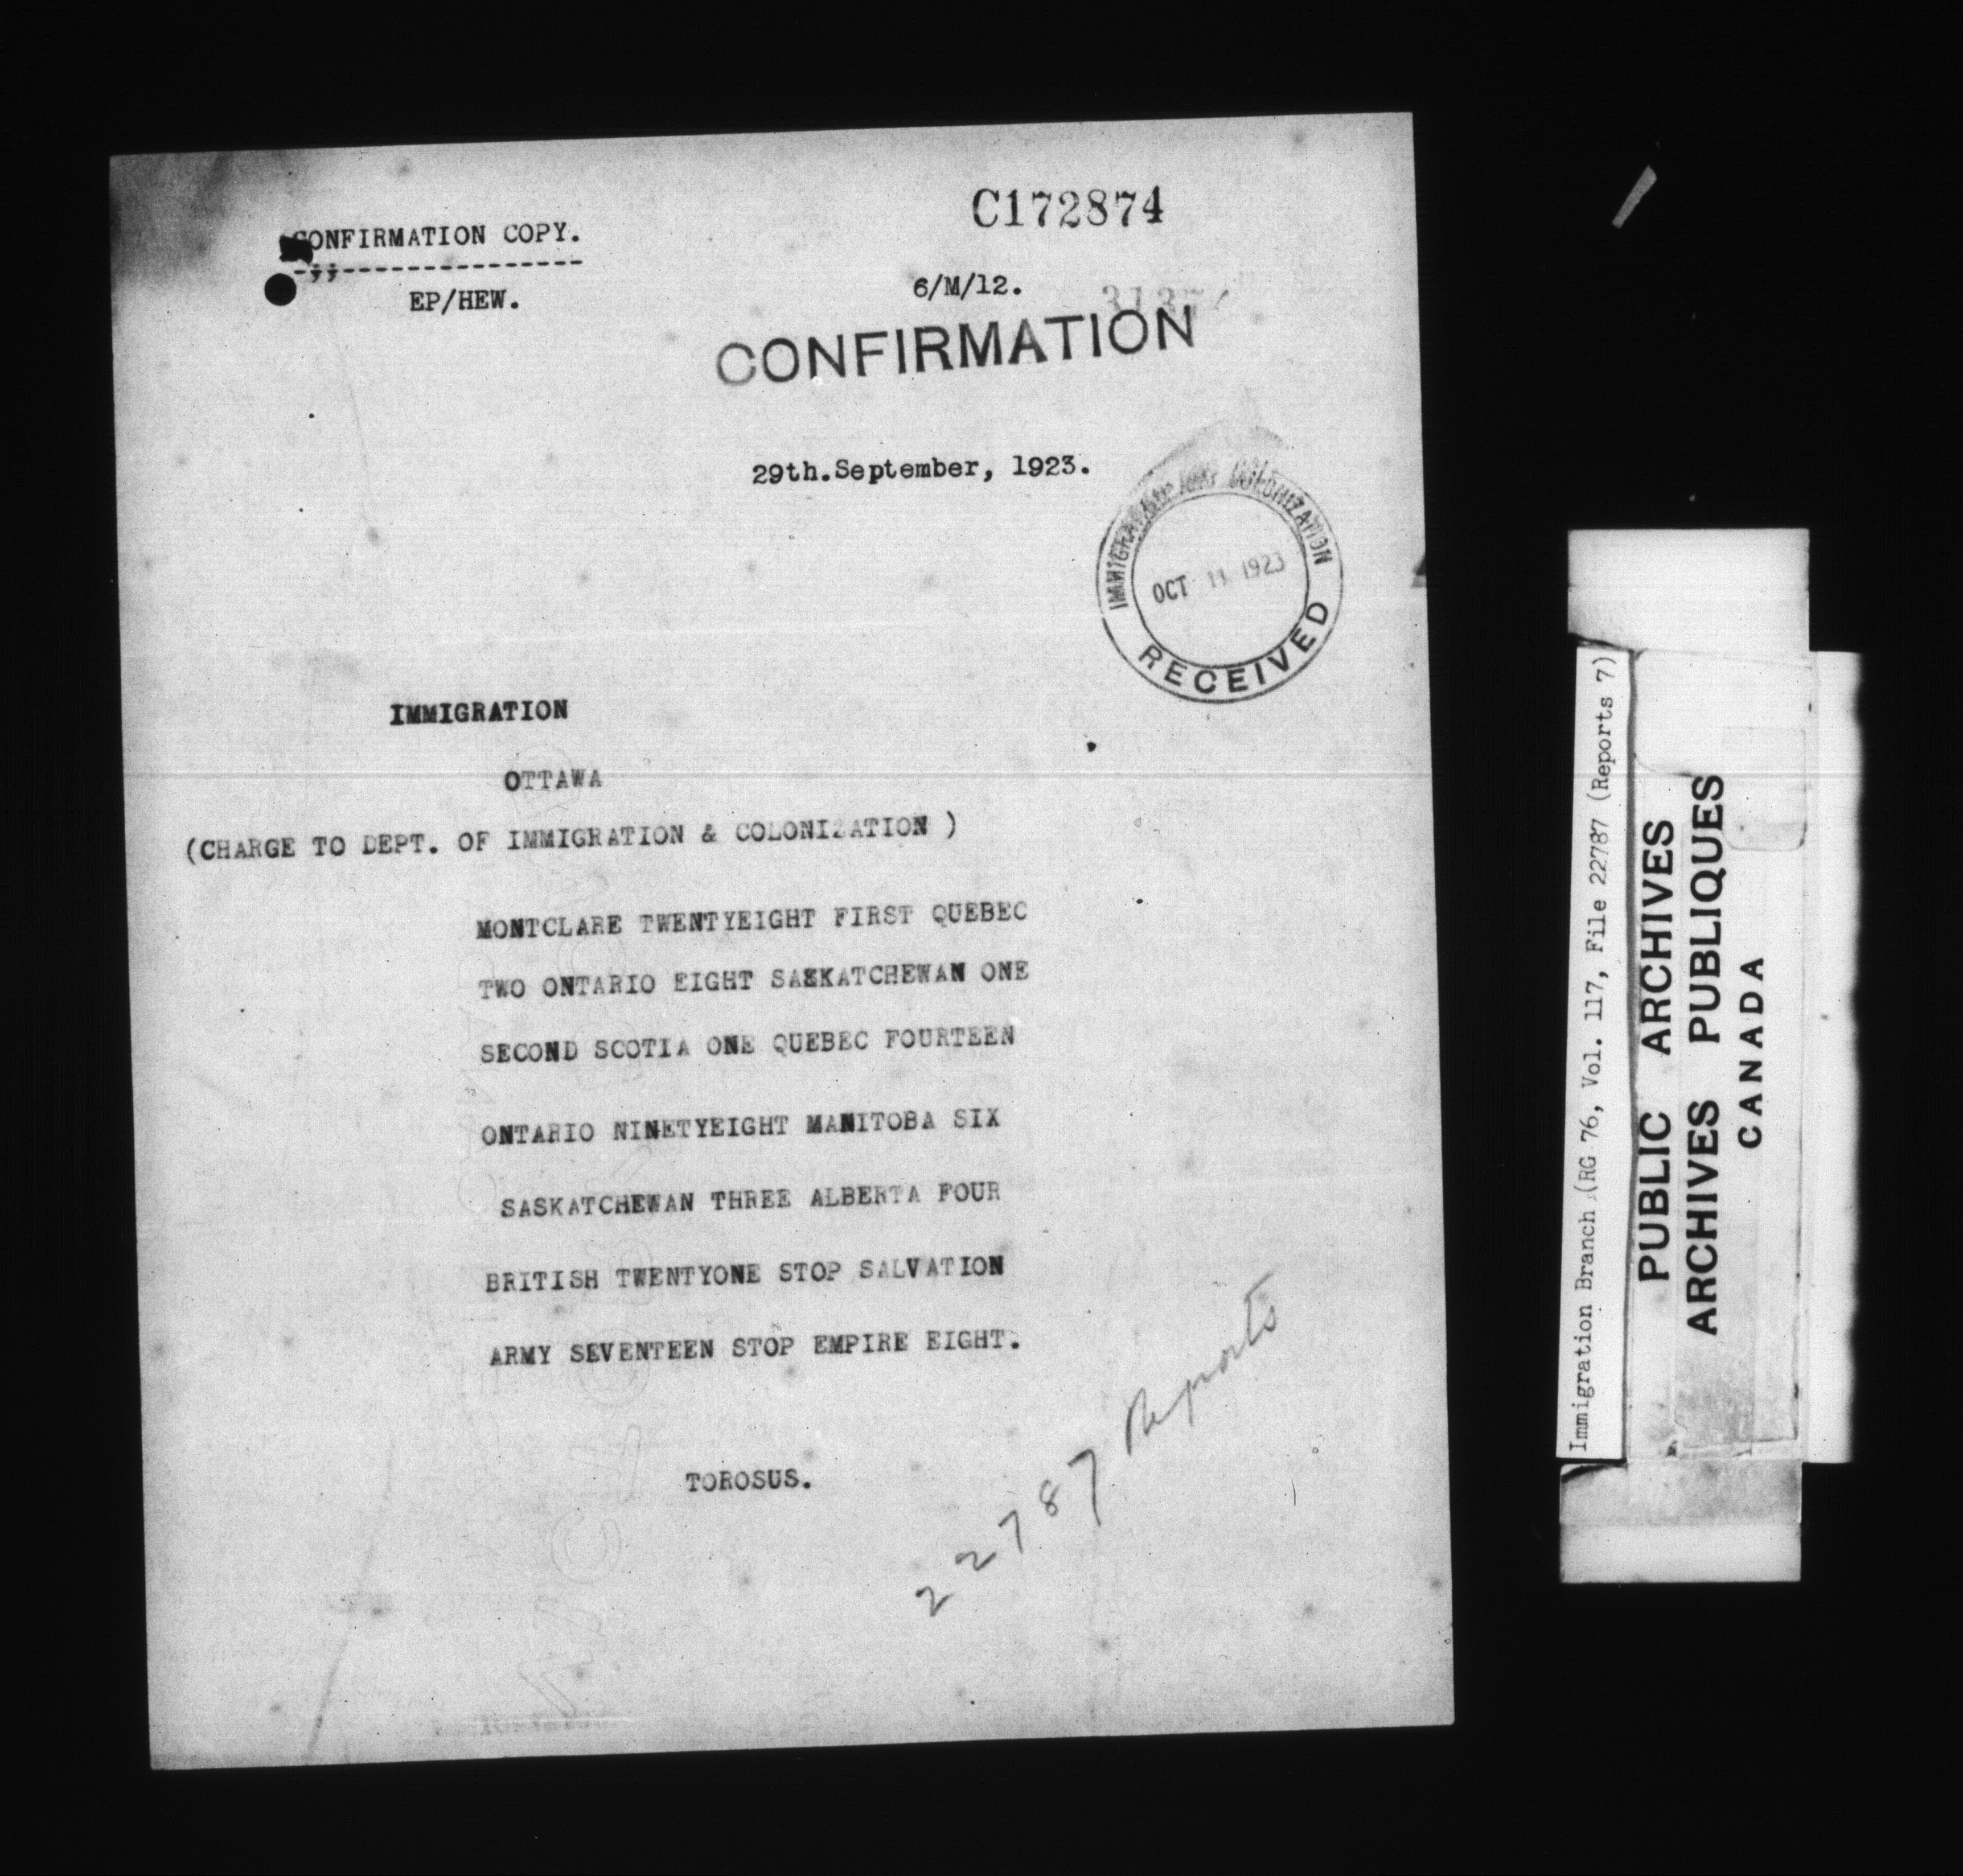 C172874
CONFIRMATION COPY.
EP/HEW.
6/M/12.
CONFIRMATION
29th.September, 1923.
IMMIGRATION AND COLONIZATION
OCT 11 1923
RECEIVED
IMMIGRATION
OTTAWA
(CHARGE TO DEPT. OF IMMIGRATION & COLONIZATION )
MONTCLARE TWENTYEIGHT FIRST QUEBEC
TWO ONTARIO EIGHT SASKATCHEWAN ONE
SECOND SCOTIA ONE QUEBEC FOURTEEN
ONTARIO NINETYEIGHT MANITOBA SIX
SASKATCHEWAN THREE ALBERTA FOUR
BRITISH TWENTYONE STOP SALVATION
ARMY SEVENTEEN STOP EMPIRE EIGHT.
TOROSUS.
22787 Reports
Immigration Branch (RG 76, Vol. 117, File 22787 (Reports 7)
PUBLIC ARCHIVES
ARCHIVES PUBLIQUES
CANADA